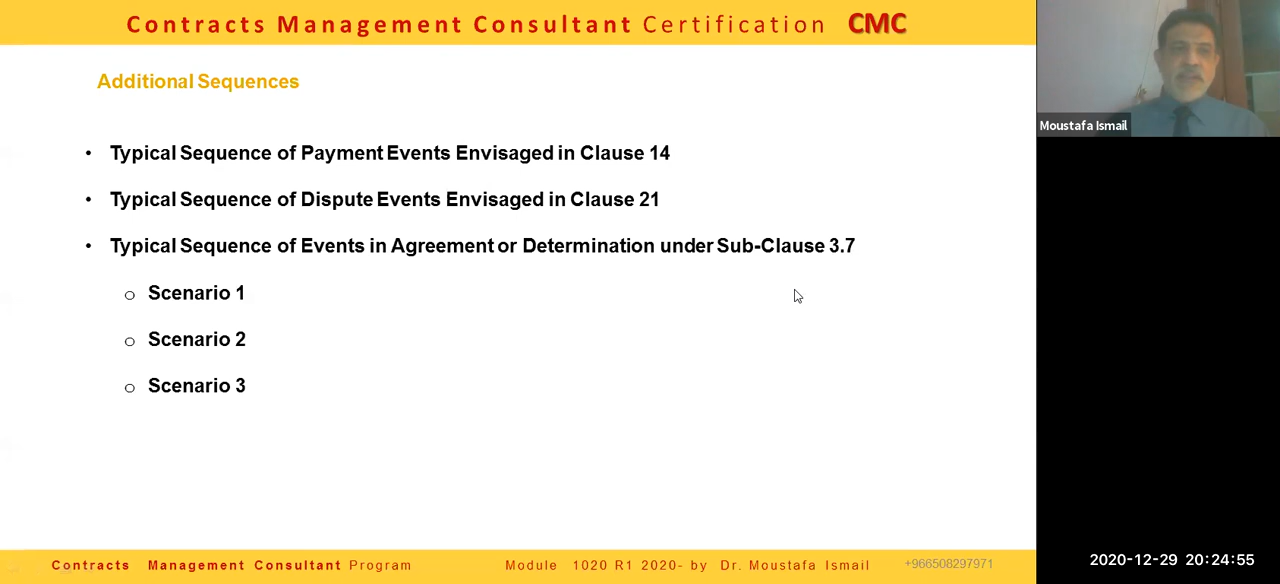 Contracts Management Consultant Certification CMC
Additional Sequences
• Typical Sequence of Payment Events Envisaged in Clause 14
• Typical Sequence of Dispute Events Envisaged in Clause 21
• Typical Sequence of Events in Agreement or Determination under Sub-Clause 3.7
o Scenario 1
o Scenario 2
o Scenario 3
Contracts Management Consultant Program Module 1020 R1 2020- by Dr. Moustafa Ismail +966508297971
Moustafa Ismail
2020-12-29 20:24:55